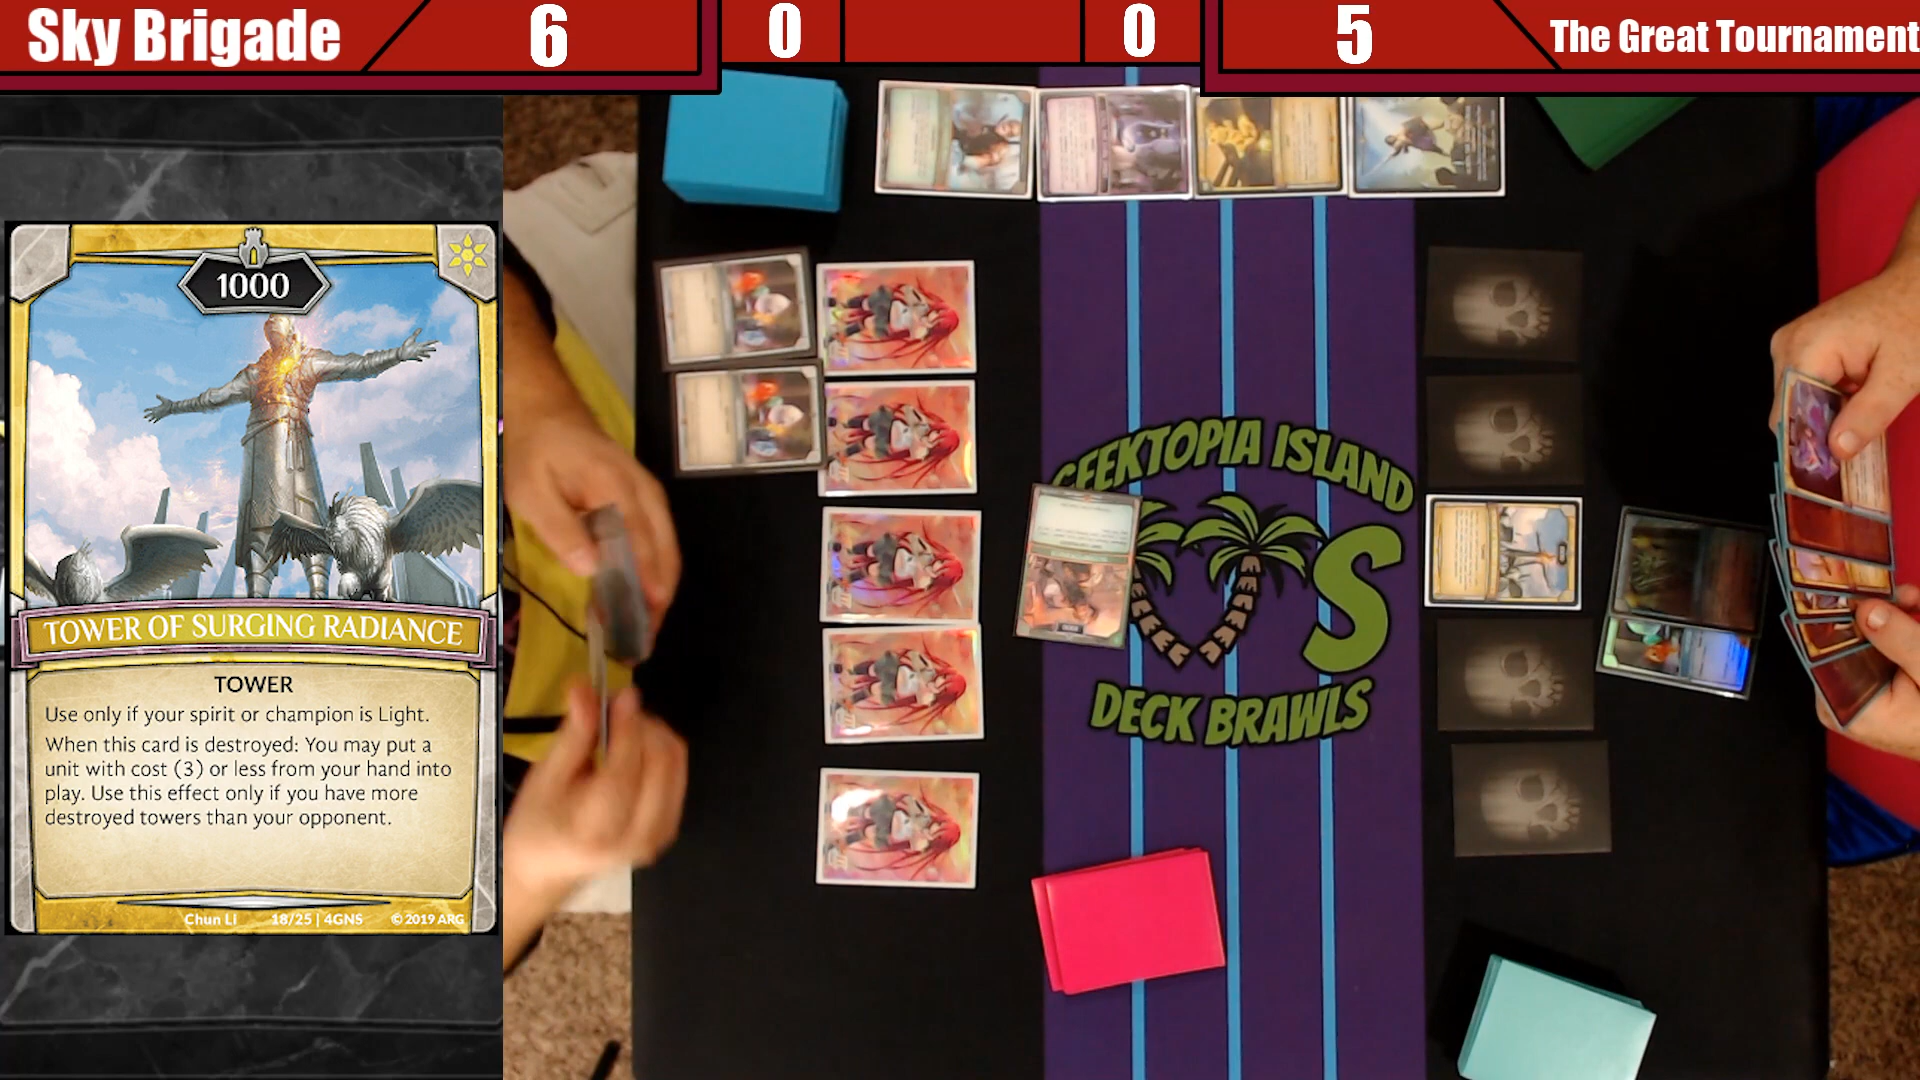 Sky Brigade
6
0
0
5
The Great Tournament
1000
TOWER OF SURGING RADIANCE
TOWER
Use only if your spirit or champion is Light.
When this card is destroyed: You may put a
unit with cost (3) or less from your hand into
play. Use this effect only if you have more
destroyed towers than your opponent.
Chun Li 18/25 | 4GNS © 2019 ARG
GEEKTOPIA ISLAND
VS
DECK BRAWLS